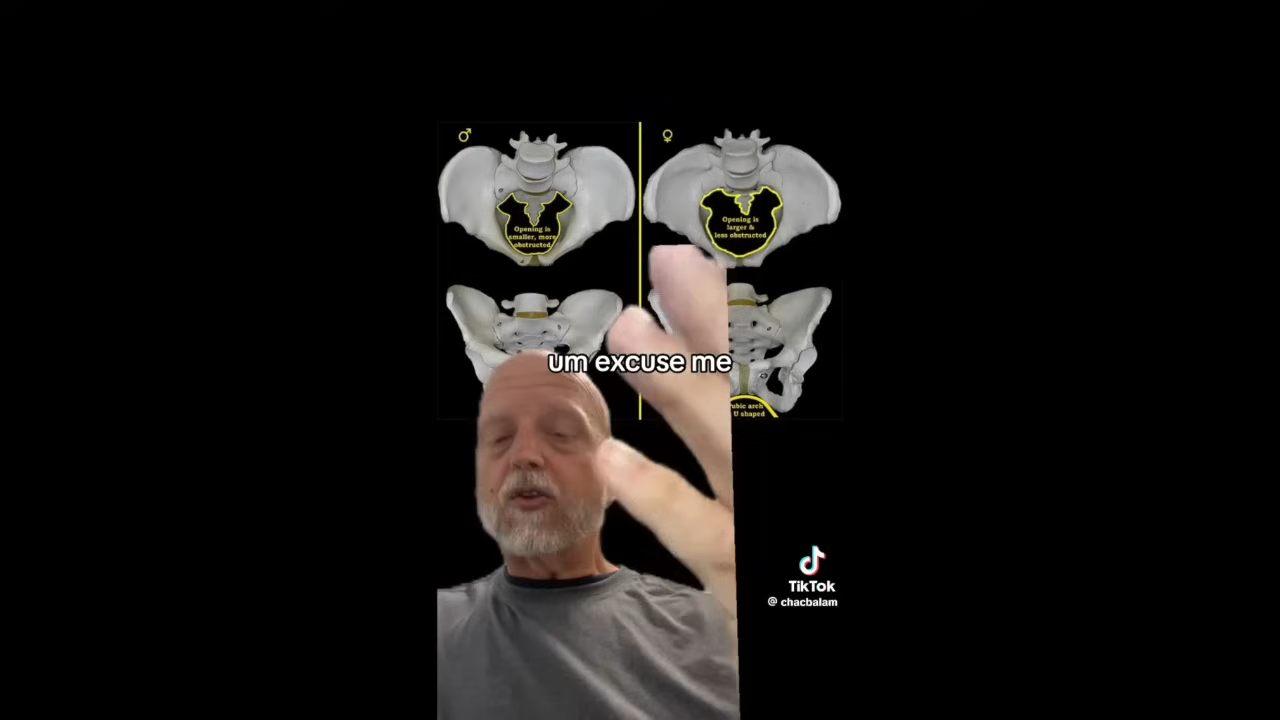 ♂
♀
Opening is
smaller, more
obstructed
Opening is
larger &
less obstructed
um excuse me
Pubic arch
U shaped
TikTok
@ chacbalam